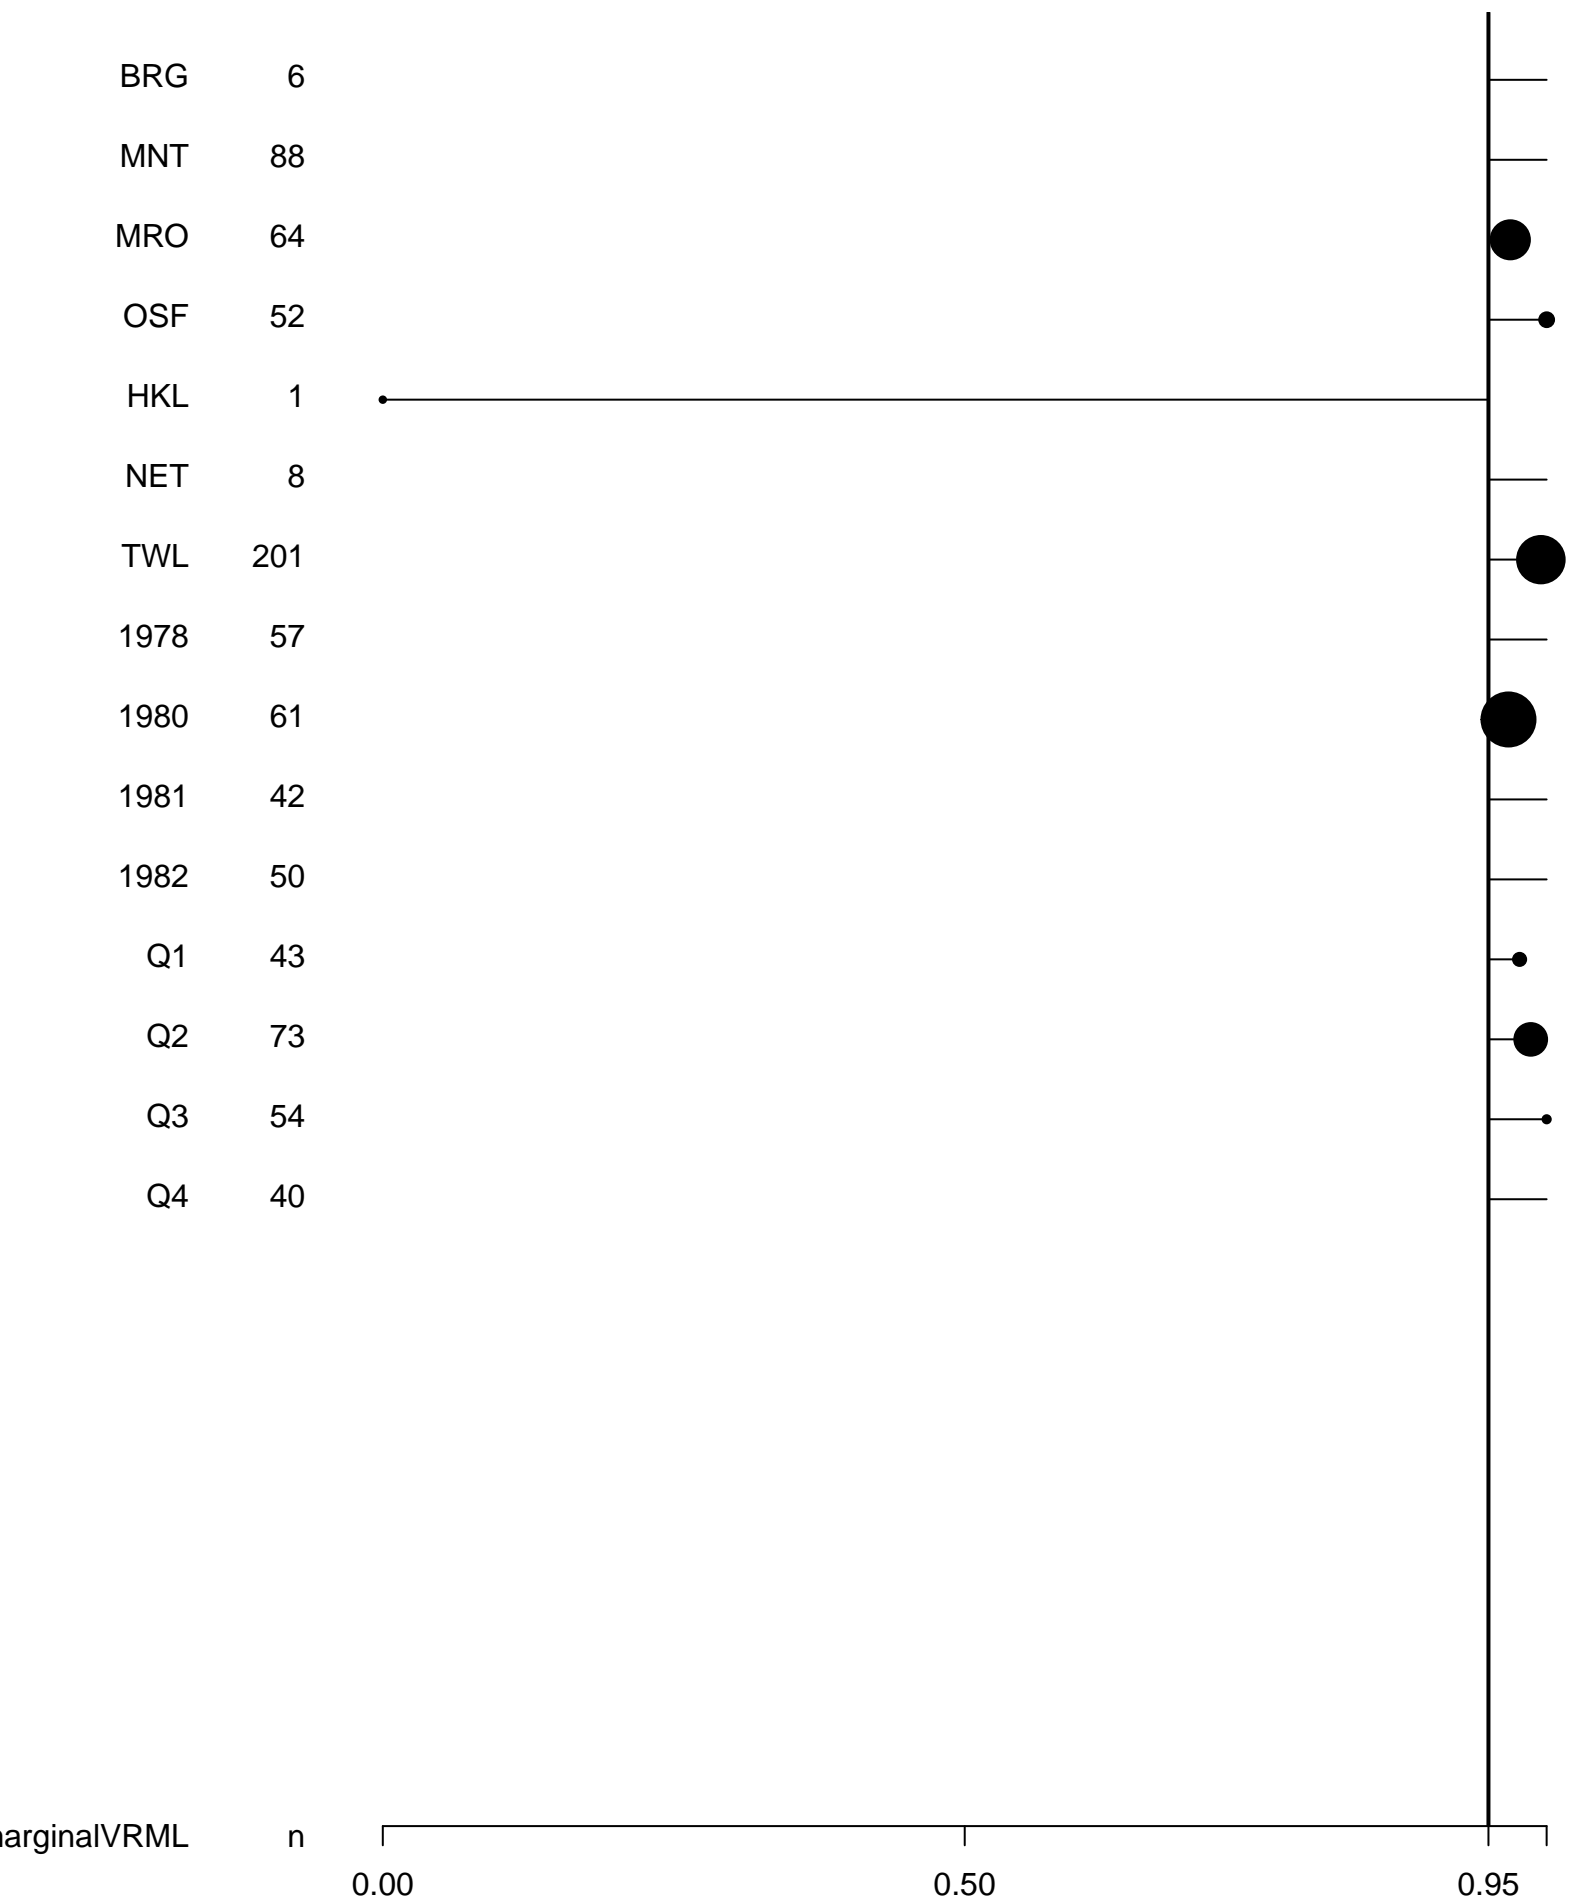 BRG 6
MNT 88
MRO 64
OSF 52
HKL 1
NET 8
TWL 201
1978 57
1980 61
1981 42
1982 50
Q1 43
Q2 73
Q3 54
Q4 40
arginalVRML n
0.00 0.50 0.95